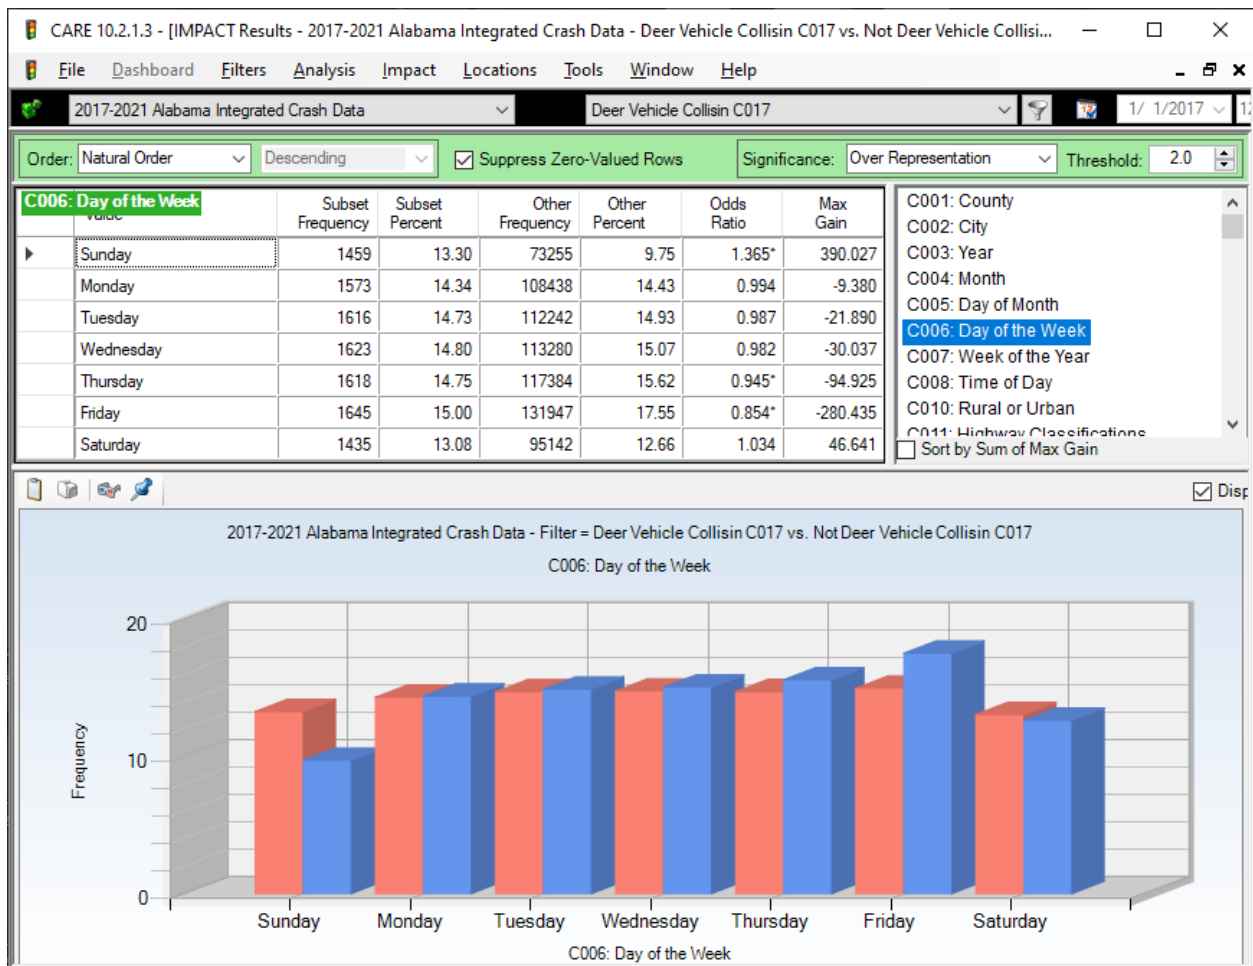 CARE 10.2.1.3 - [IMPACT Results - 2017-2021 Alabama Integrated Crash Data - Deer Vehicle Collisin C017 vs. Not Deer Vehicle Collisi...
File Dashboard Filters Analysis Impact Locations Tools Window Help
2017-2021 Alabama Integrated Crash Data Deer Vehicle Collisin C017 1/ 1/2017
Order: Natural Order Descending Suppress Zero-Valued Rows Significance: Over Representation Threshold: 2.0
C006: Day of the Week
Value Subset Frequency Subset Percent Other Frequency Other Percent Odds Ratio Max Gain
Sunday 1459 13.30 73255 9.75 1.365* 390.027
Monday 1573 14.34 108438 14.43 0.994 -9.380
Tuesday 1616 14.73 112242 14.93 0.987 -21.890
Wednesday 1623 14.80 113280 15.07 0.982 -30.037
Thursday 1618 14.75 117384 15.62 0.945* -94.925
Friday 1645 15.00 131947 17.55 0.854* -280.435
Saturday 1435 13.08 95142 12.66 1.034 46.641
C001: County
C002: City
C003: Year
C004: Month
C005: Day of Month
C006: Day of the Week
C007: Week of the Year
C008: Time of Day
C010: Rural or Urban
C011: Highway Classifications
Sort by Sum of Max Gain
Disp
2017-2021 Alabama Integrated Crash Data - Filter = Deer Vehicle Collisin C017 vs. Not Deer Vehicle Collisin C017
C006: Day of the Week
20
10
0
Frequency
Sunday Monday Tuesday Wednesday Thursday Friday Saturday
C006: Day of the Week